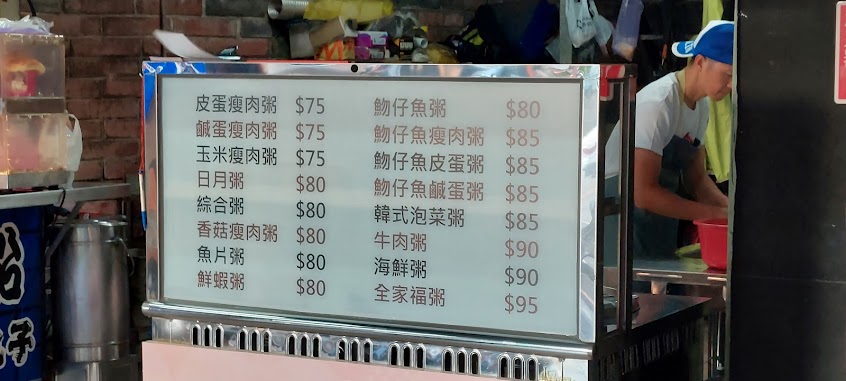 皮蛋瘦肉粥 $75
鹹蛋瘦肉粥 $75
玉米瘦肉粥 $75
日月粥 $80
綜合粥 $80
香菇瘦肉粥 $80
魚片粥 $80
鮮蝦粥 $80
魩仔魚粥 $80
魩仔魚瘦肉粥 $85
魩仔魚皮蛋粥 $85
魩仔魚鹹蛋粥 $85
韓式泡菜粥 $85
牛肉粥 $90
海鮮粥 $90
全家福粥 $95